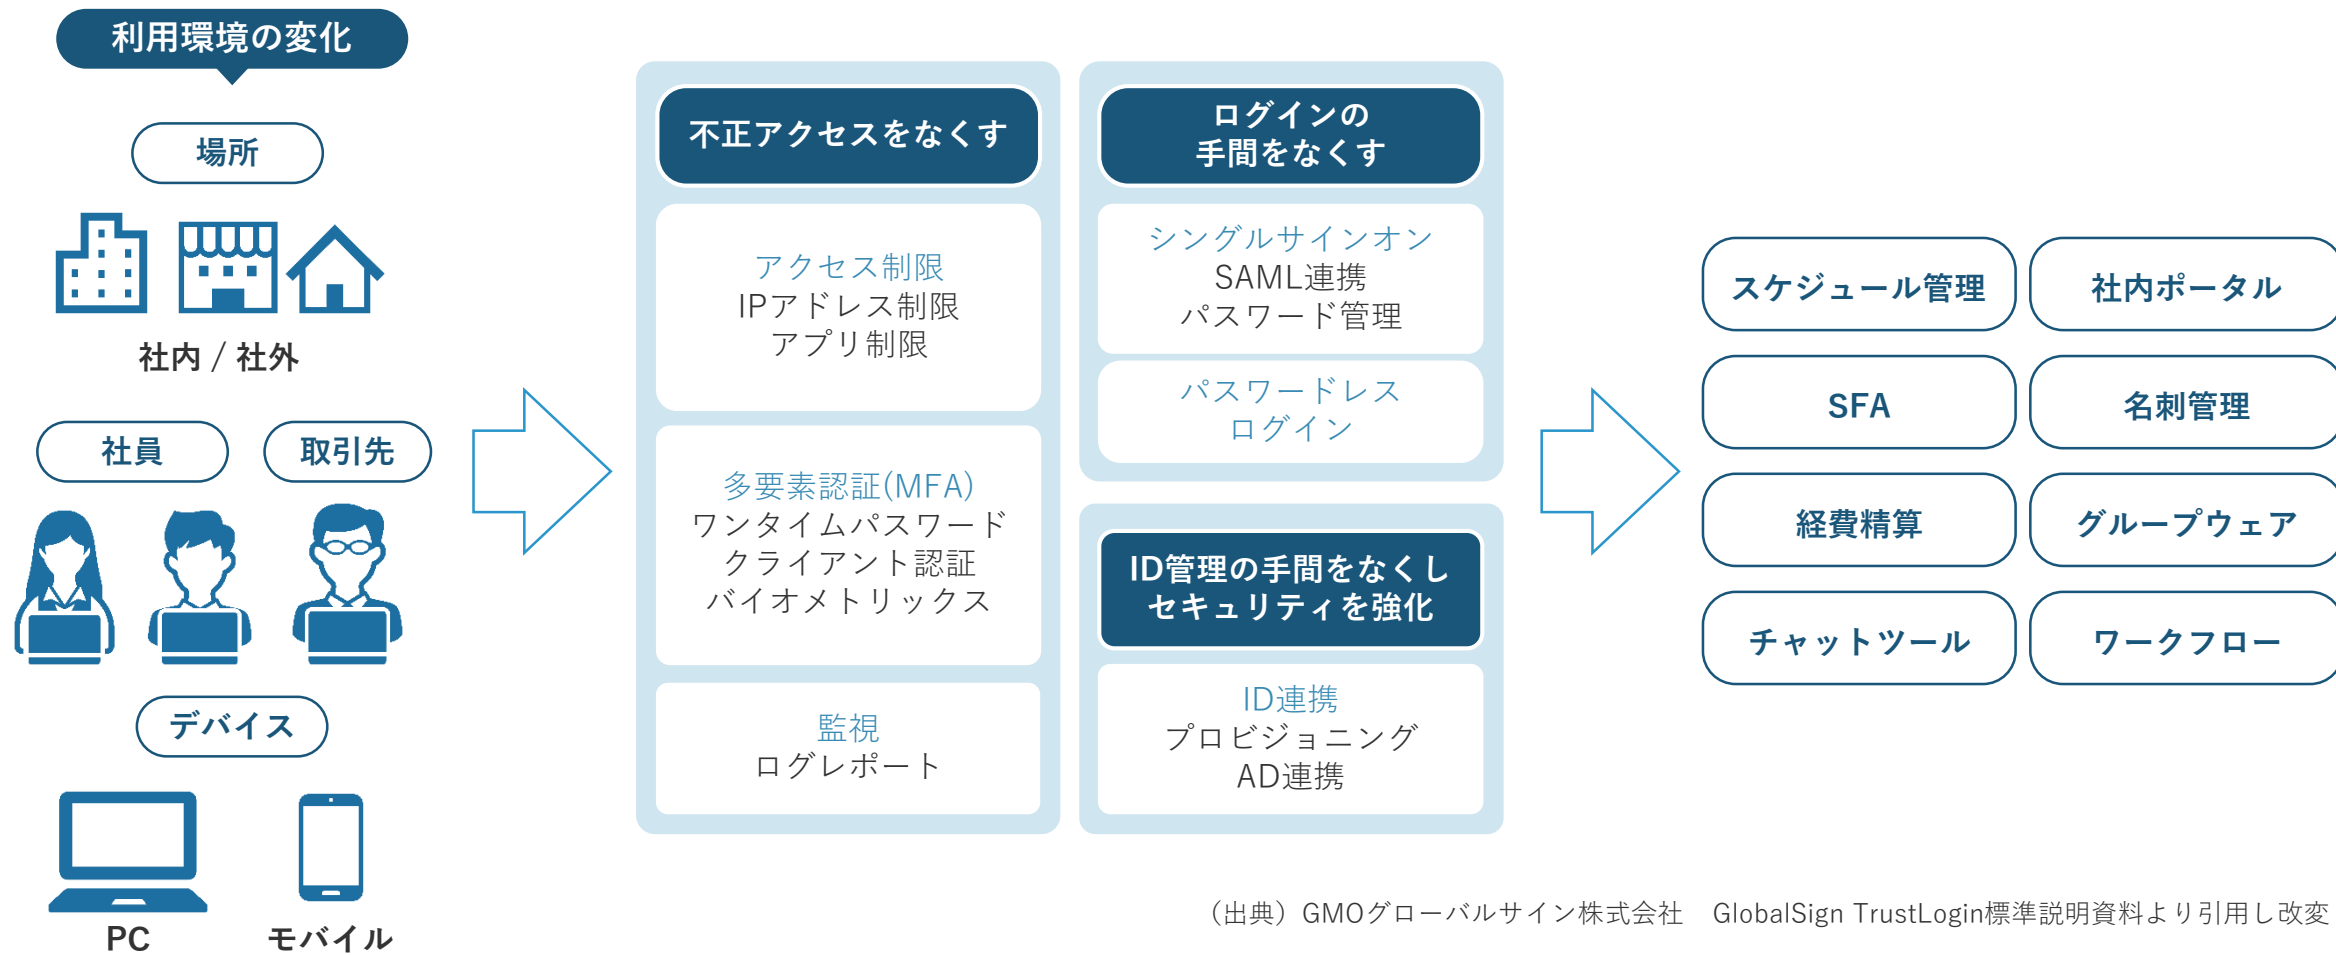 利用環境の変化
場所
社内 / 社外
社員
取引先
デバイス
PC
モバイル
不正アクセスをなくす
アクセス制限
IPアドレス制限
アプリ制限
多要素認証(MFA)
ワンタイムパスワード
クライアント認証
バイオメトリックス
監視
ログレポート
ログインの
手間をなくす
シングルサインオン
SAML連携
パスワード管理
パスワードレス
ログイン
ID管理の手間をなくし
セキュリティを強化
ID連携
プロビジョニング
AD連携
スケジュール管理
社内ポータル
SFA
名刺管理
経費精算
グループウェア
チャットツール
ワークフロー
（出典）GMOグローバルサイン株式会社　GlobalSign TrustLogin標準説明資料より引用し改変